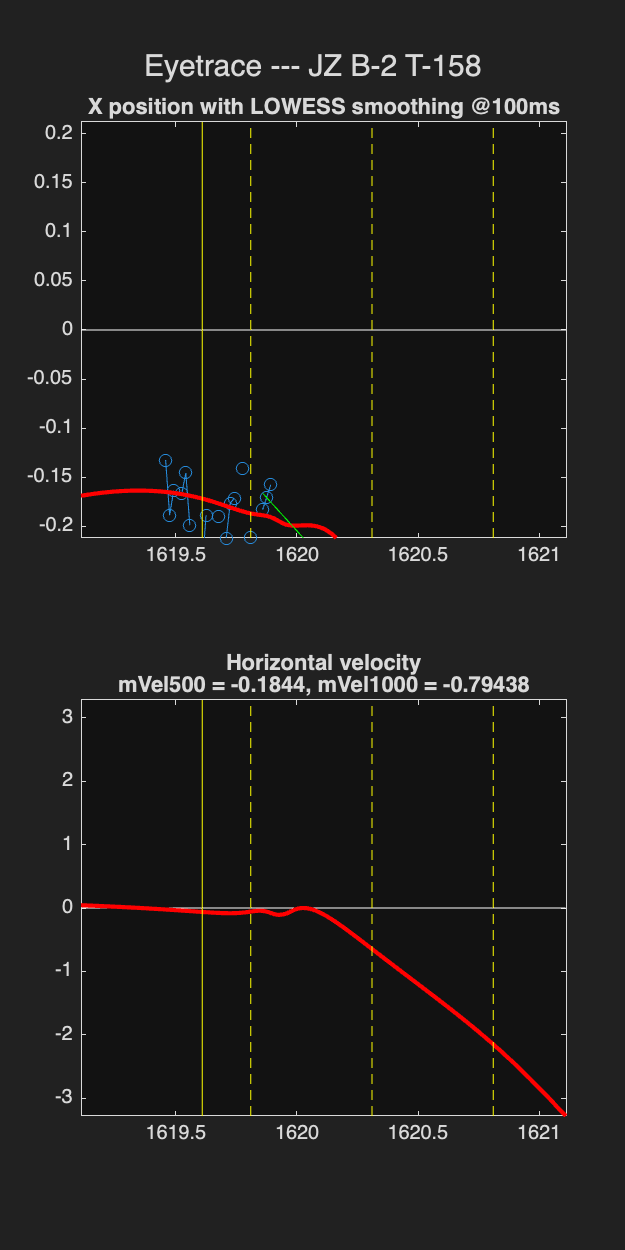 Eyetrace --- JZ B-2 T-158
X position with LOWESS smoothing @100ms
0.2
0.15
0.1
0.05
0
-0.05
-0.1
-0.15
-0.2
1619.5 1620 1620.5 1621
Horizontal velocity
mVel500 = -0.1844, mVel1000 = -0.79438
3
2
1
0
-1
-2
-3
1619.5 1620 1620.5 1621